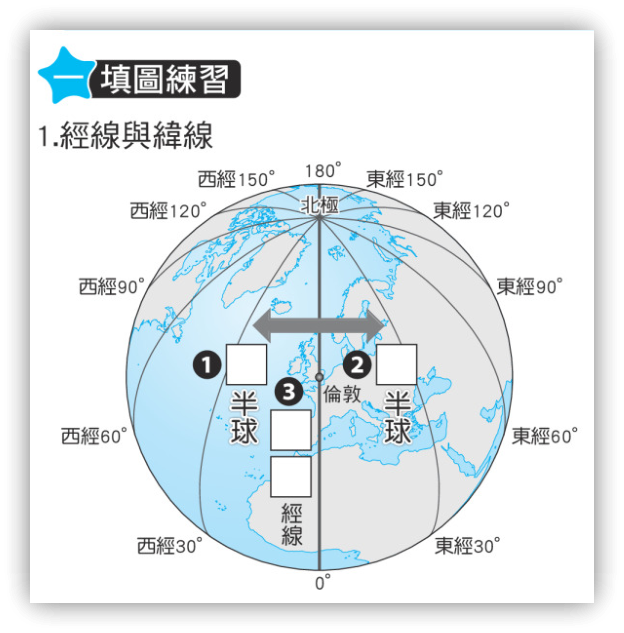 一 填圖練習
1.經線與緯線
180°
西經150° 東經150°
北極
西經120° 東經120°
西經90° 東經90°
❶ ❷
❸ 倫敦
半球 半球
西經60° 東經60°
經線
西經30° 東經30°
0°